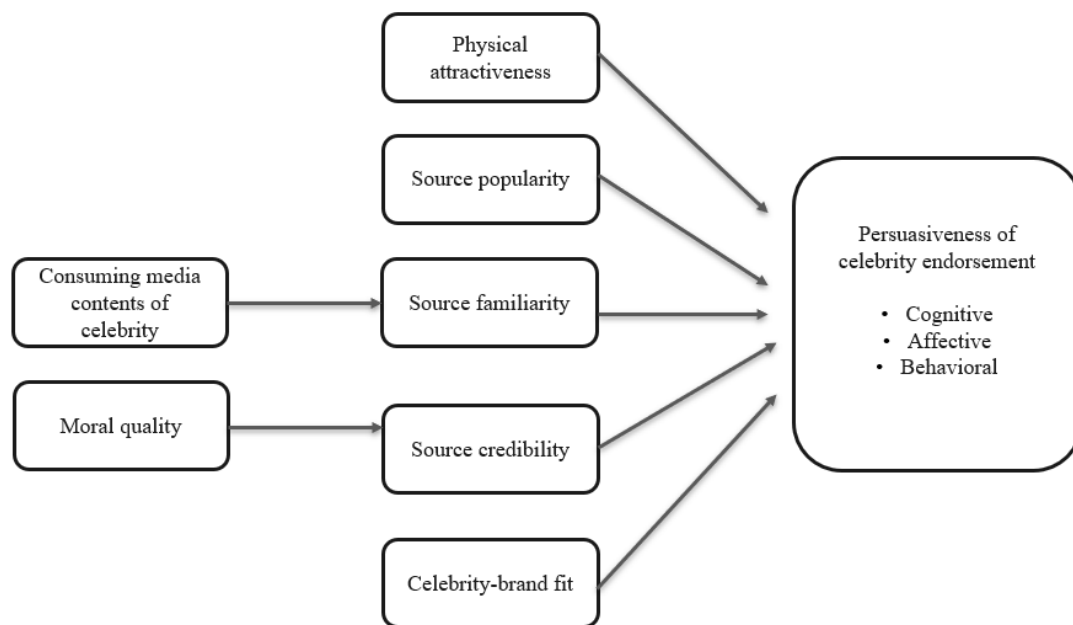 Physical
attractiveness
Source popularity
Consuming media
contents of
celebrity
Source familiarity
Moral quality
Source credibility
Celebrity-brand fit
Persuasiveness of
celebrity endorsement
• Cognitive
• Affective
• Behavioral